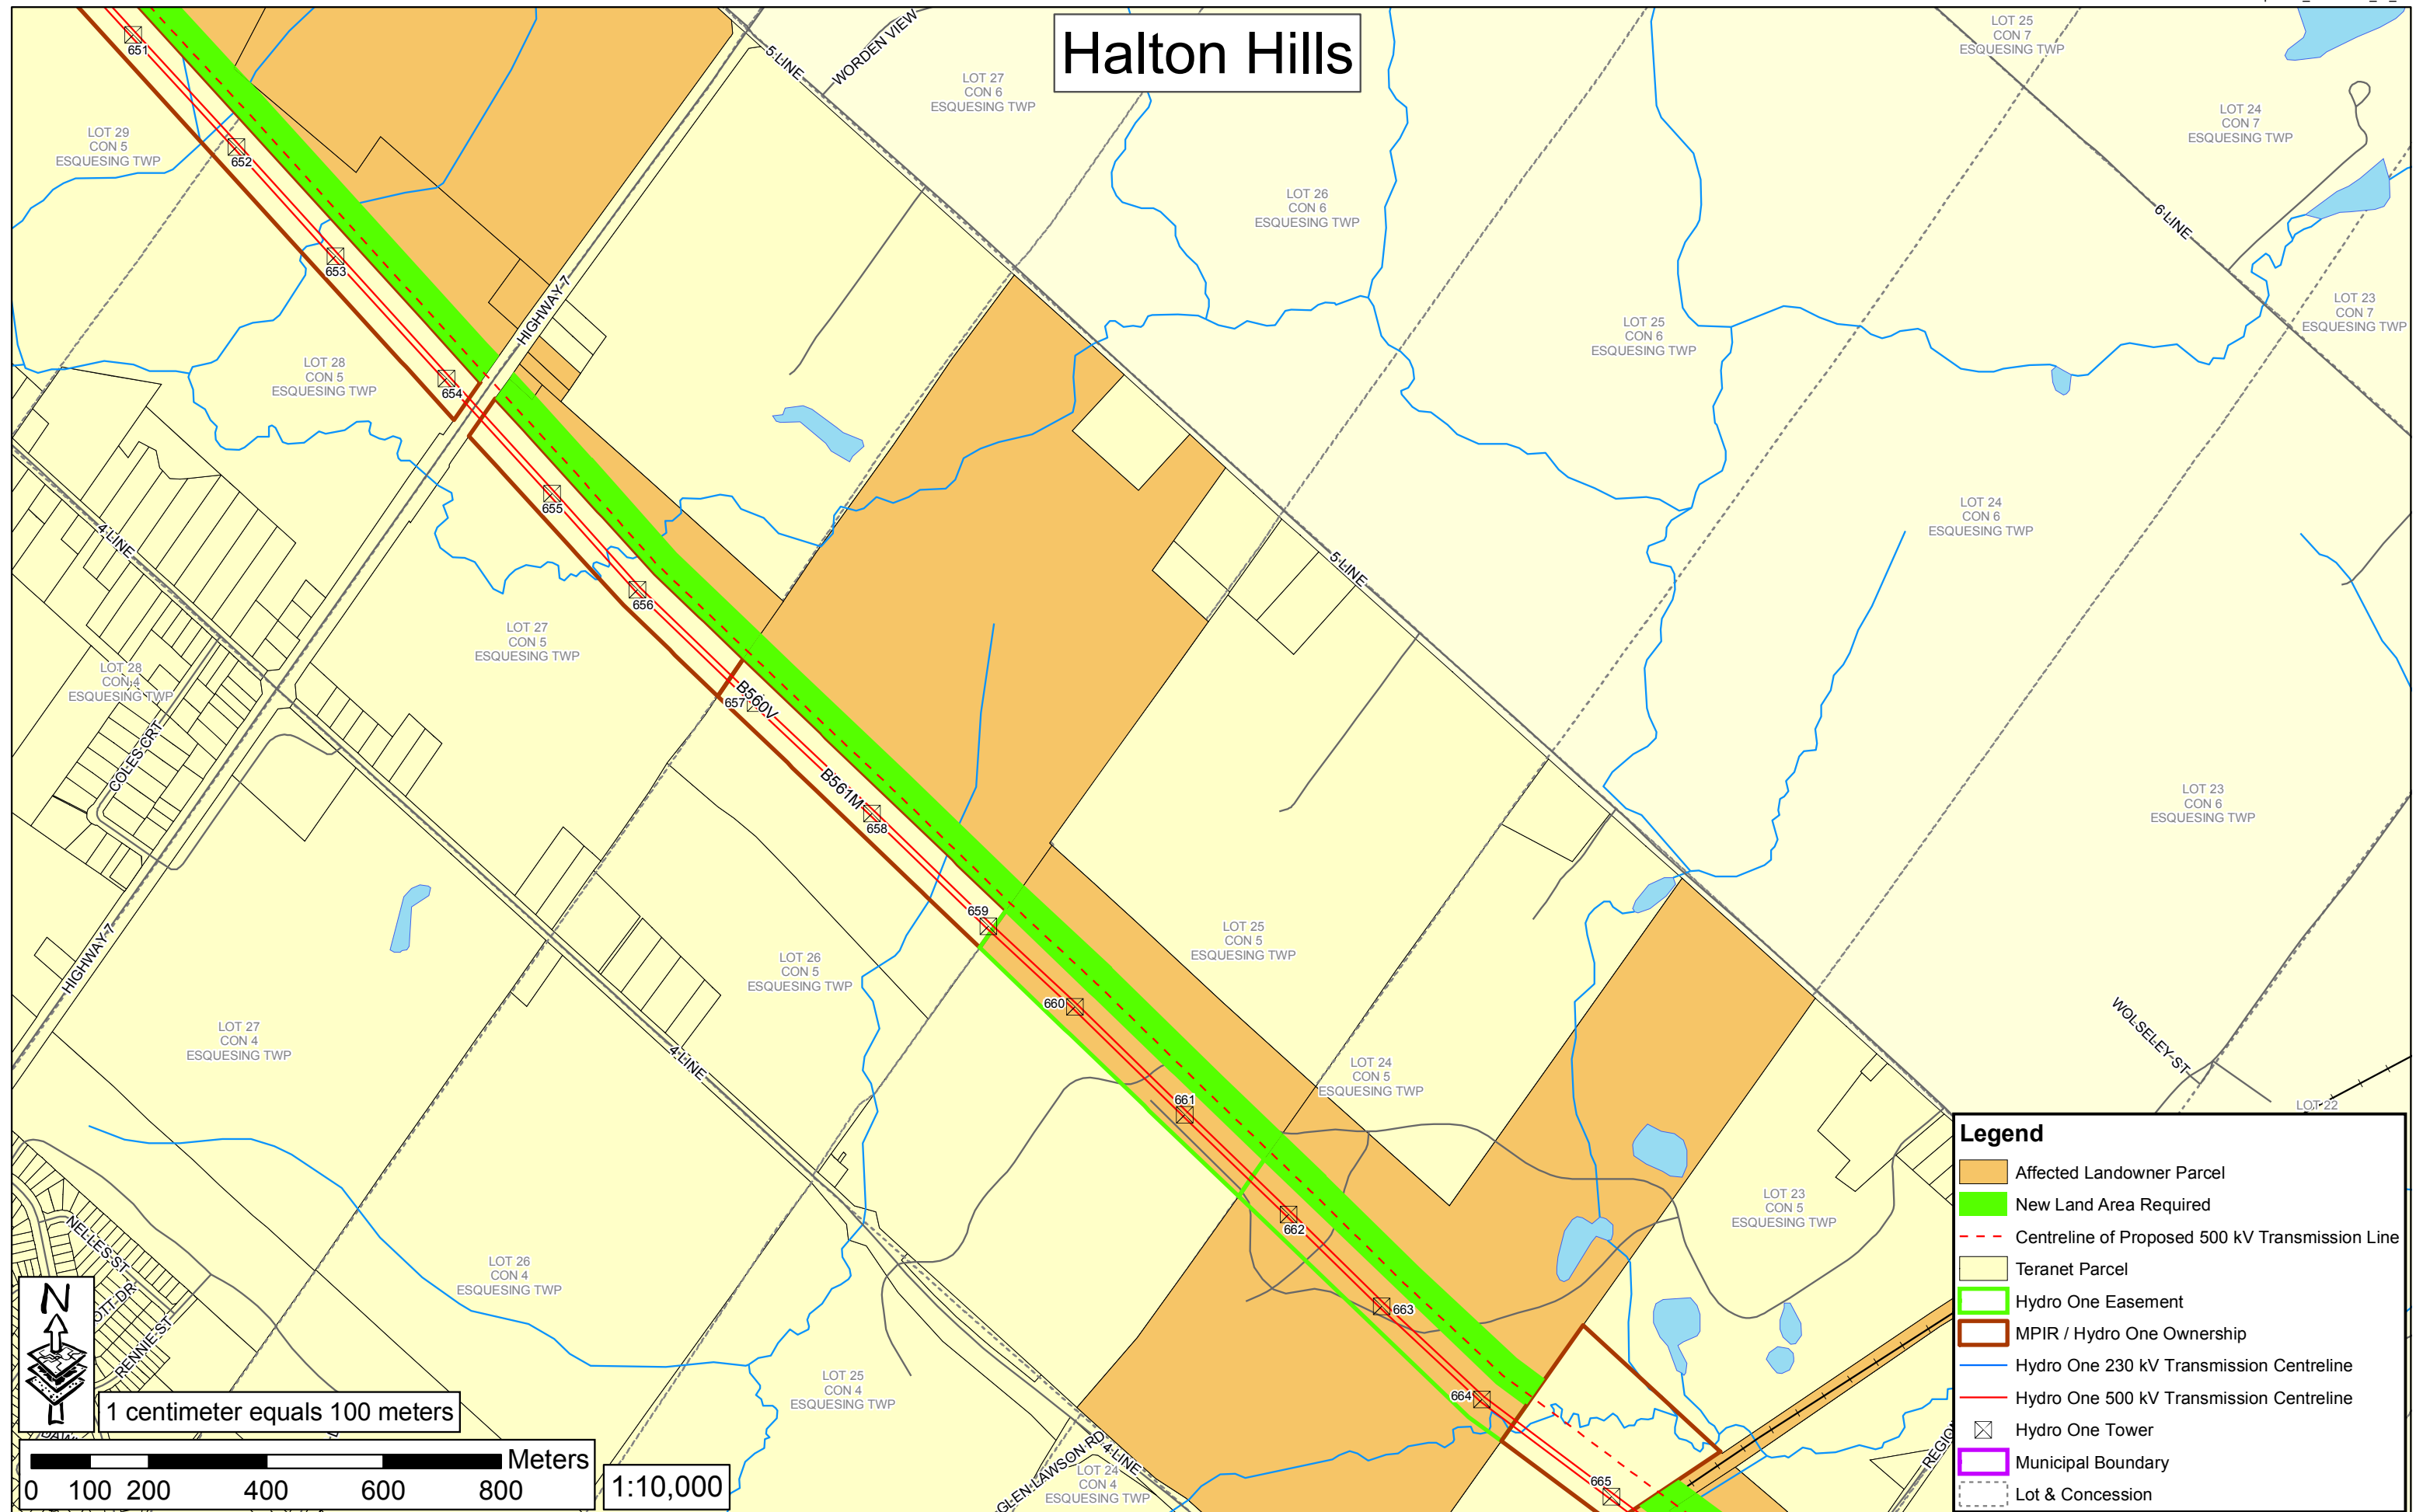 Halton Hills
651
652
653
654
655
656
657
658
659
660
661
662
663
664
665
B560V
B561M
5 LINE
WORDEN VIEW
LOT 27
CON 6
ESQUESING TWP
LOT 25
CON 7
ESQUESING TWP
LOT 24
CON 7
ESQUESING TWP
LOT 29
CON 5
ESQUESING TWP
LOT 26
CON 6
ESQUESING TWP
6 LINE
LOT 23
CON 7
ESQUESING TWP
HIGHWAY 7
LOT 25
CON 6
ESQUESING TWP
LOT 28
CON 5
ESQUESING TWP
4 LINE
LOT 24
CON 6
ESQUESING TWP
5 LINE
LOT 27
CON 5
ESQUESING TWP
LOT 28
CON 4
ESQUESING TWP
COLES CRT
LOT 23
CON 6
ESQUESING TWP
HIGHWAY 7
LOT 26
CON 5
ESQUESING TWP
LOT 25
CON 5
ESQUESING TWP
LOT 27
CON 4
ESQUESING TWP
4 LINE
LOT 24
CON 5
ESQUESING TWP
WOLSELEY ST
LOT 22
LOT 23
CON 5
ESQUESING TWP
NELLES ST
OTT DR
RENNIE ST
LOT 26
CON 4
ESQUESING TWP
LOT 25
CON 4
ESQUESING TWP
GLEN LAWSON RD
4 LINE
LOT 24
CON 4
ESQUESING TWP
REGION
N
1 centimeter equals 100 meters
Meters
0 100 200 400 600 800
1:10,000
Legend
Affected Landowner Parcel
New Land Area Required
Centreline of Proposed 500 kV Transmission Line
Teranet Parcel
Hydro One Easement
MPIR / Hydro One Ownership
Hydro One 230 kV Transmission Centreline
Hydro One 500 kV Transmission Centreline
Hydro One Tower
Municipal Boundary
Lot & Concession